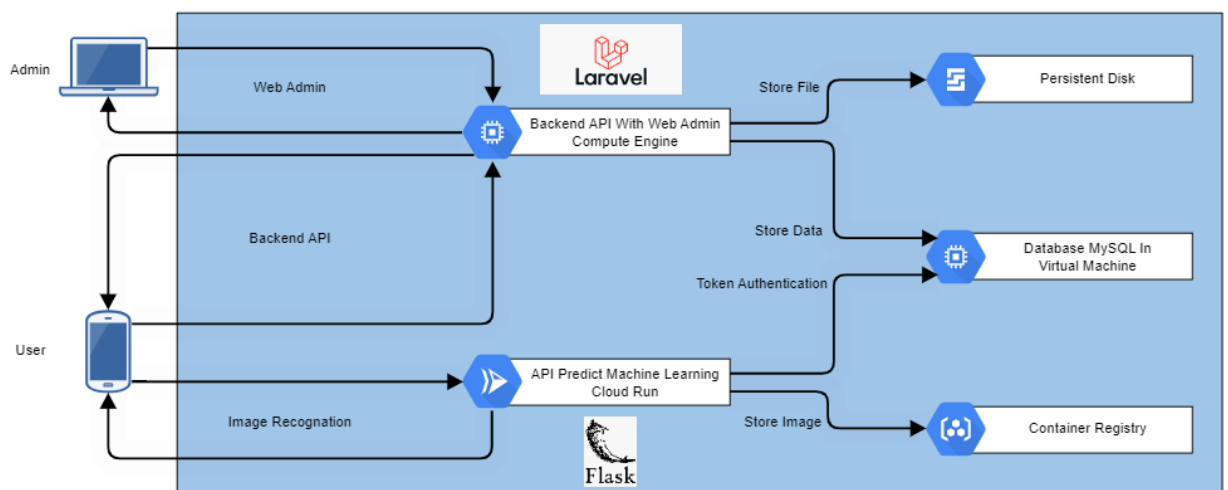 Admin
Web Admin
Laravel
Store File
Persistent Disk
Backend API With Web Admin
Compute Engine
Backend API
Store Data
Database MySQL In
Virtual Machine
Token Authentication
User
API Predict Machine Learning
Cloud Run
Image Recognation
Store Image
Container Registry
Flask